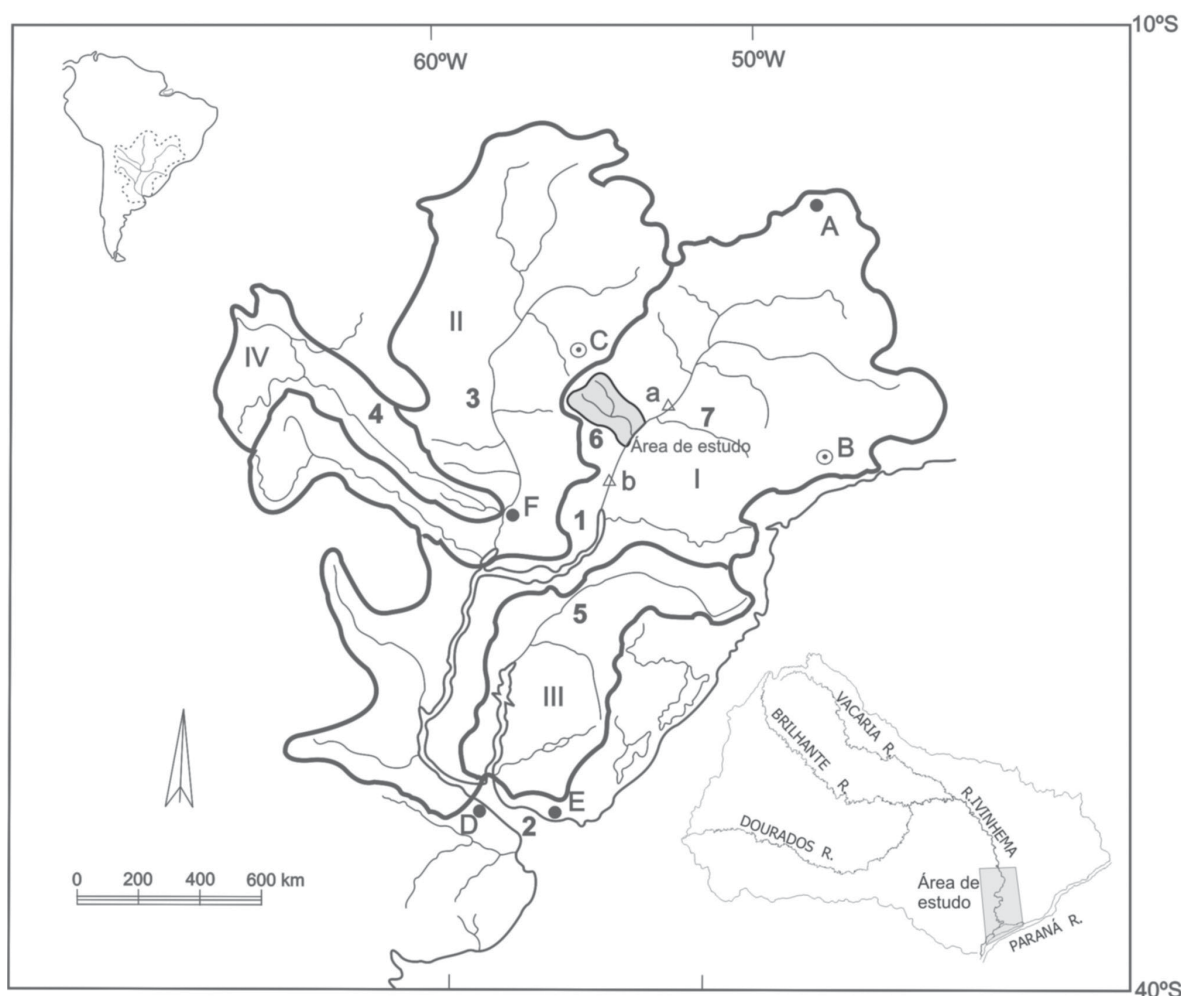 10ºS
60ºW
50ºW
A
II
C
IV
a
3
4
7
6
Área de estudo
B
b
I
F
1
5
III
VACARIA R.
BRILHANTE R.
R.IVINHEMA
DOURADOS R.
E
D
2
0 200 400 600 km
Área de
estudo
PARANÁ R.
40ºS